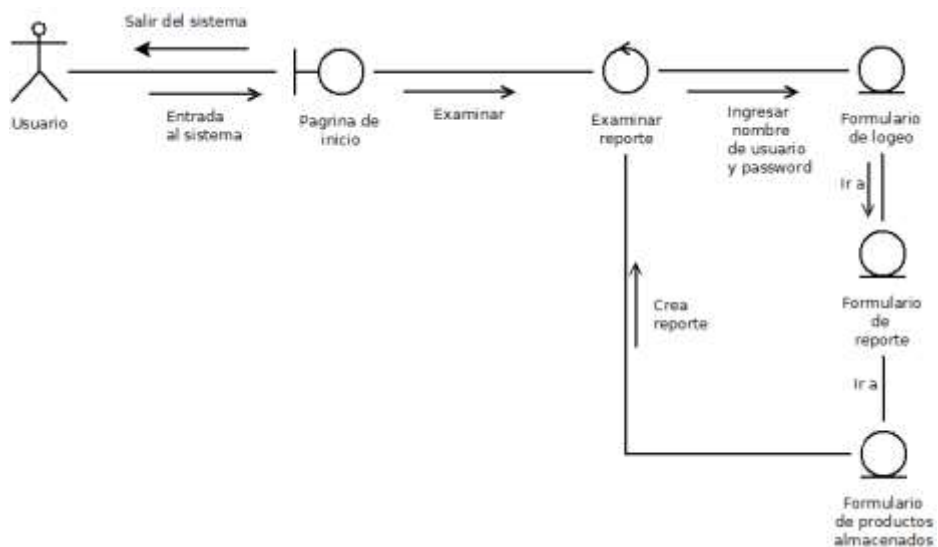 Salir del sistema
Usuario
Entrada
al sistema
Pagrina de
inicio
Examinar
Examinar
reporte
Ingresar
nombre
de usuario
y password
Formulario
de logeo
Ir a
Formulario
de
reporte
Crea
reporte
Ir a
Formulario
de productos
almacenados